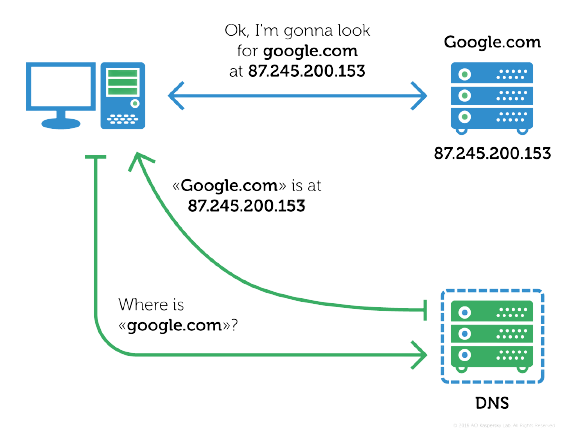 Ok, I'm gonna look
for google.com
at 87.245.200.153
Google.com
87.245.200.153
«Google.com» is at
87.245.200.153
Where is
«google.com»?
DNS